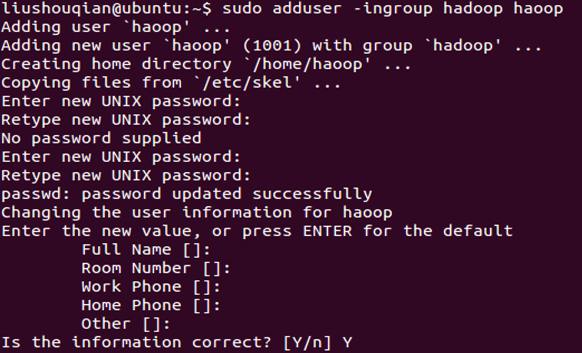 liushouqian@ubuntu:~$ sudo adduser -ingroup hadoop haoop
Adding user `haoop' ...
Adding new user `haoop' (1001) with group `hadoop' ...
Creating home directory `/home/haoop' ...
Copying files from `/etc/skel' ...
Enter new UNIX password:
Retype new UNIX password:
No password supplied
Enter new UNIX password:
Retype new UNIX password:
passwd: password updated successfully
Changing the user information for haoop
Enter the new value, or press ENTER for the default
Full Name []:
Room Number []:
Work Phone []:
Home Phone []:
Other []:
Is the information correct? [Y/n] Y